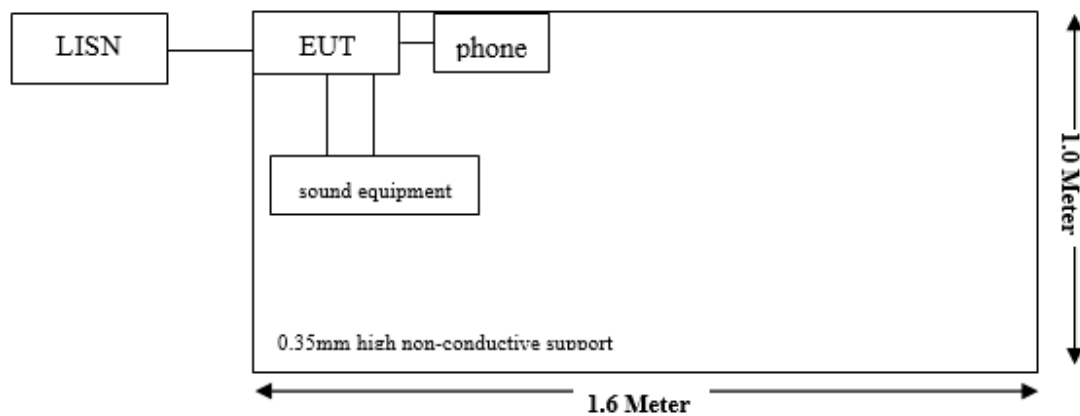 LISN
EUT
phone
sound equipment
0.35mm high non-conductive support
1.6 Meter
1.0 Meter